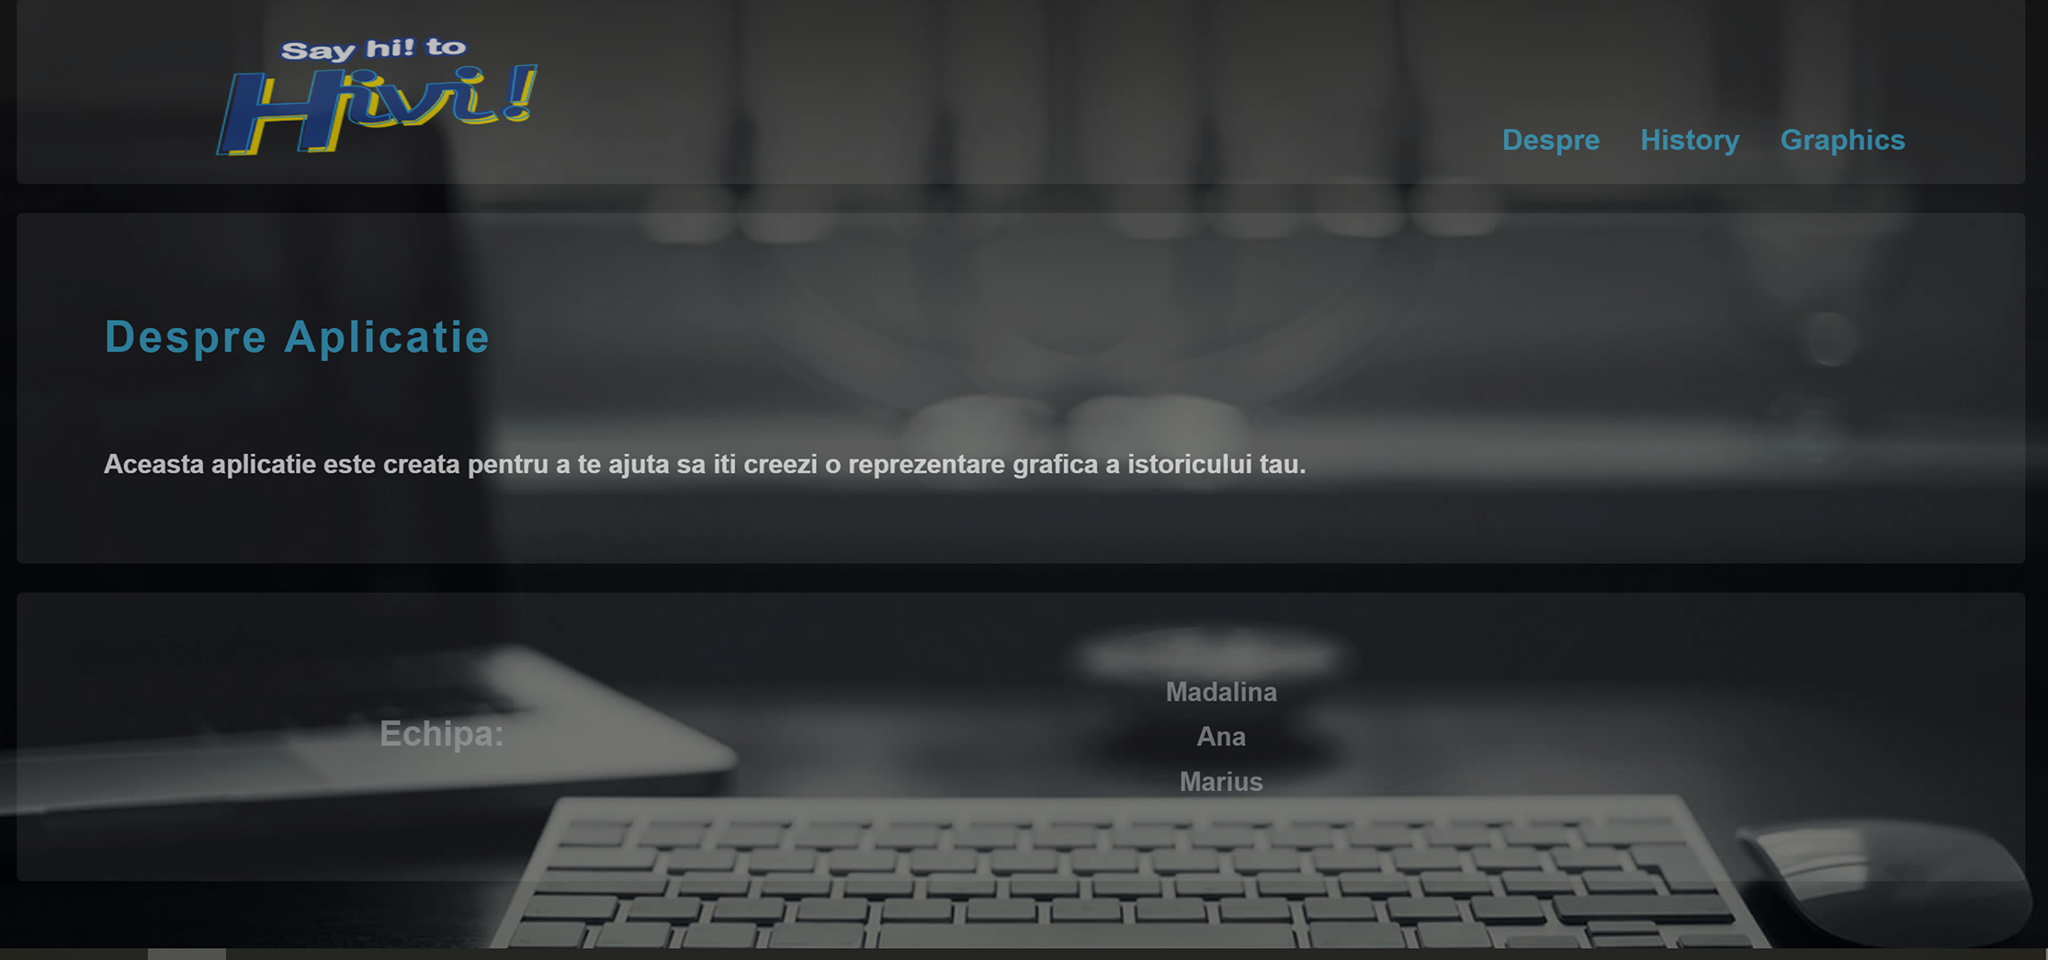 Say hi! to
Hivi!
Despre History Graphics
Despre Aplicatie
Aceasta aplicatie este creata pentru a te ajuta sa iti creezi o reprezentare grafica a istoricului tau.
Echipa:
Madalina
Ana
Marius